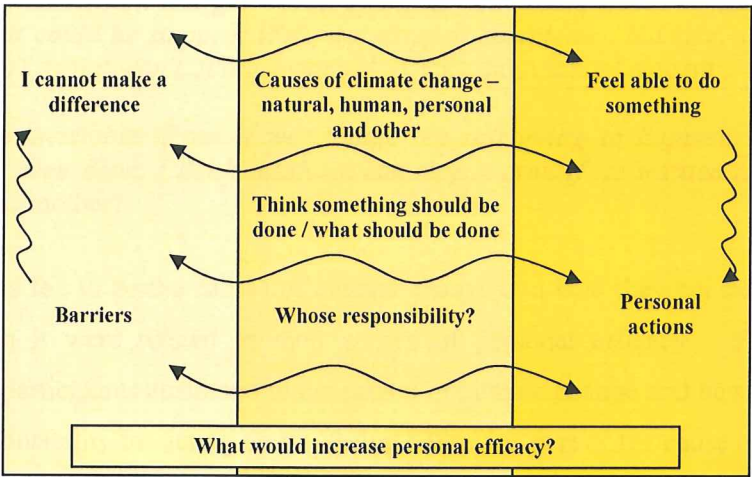 I cannot make a
difference
Causes of climate change –
natural, human, personal
and other
Feel able to do
something
Think something should be
done / what should be done
Barriers
Whose responsibility?
Personal
actions
What would increase personal efficacy?